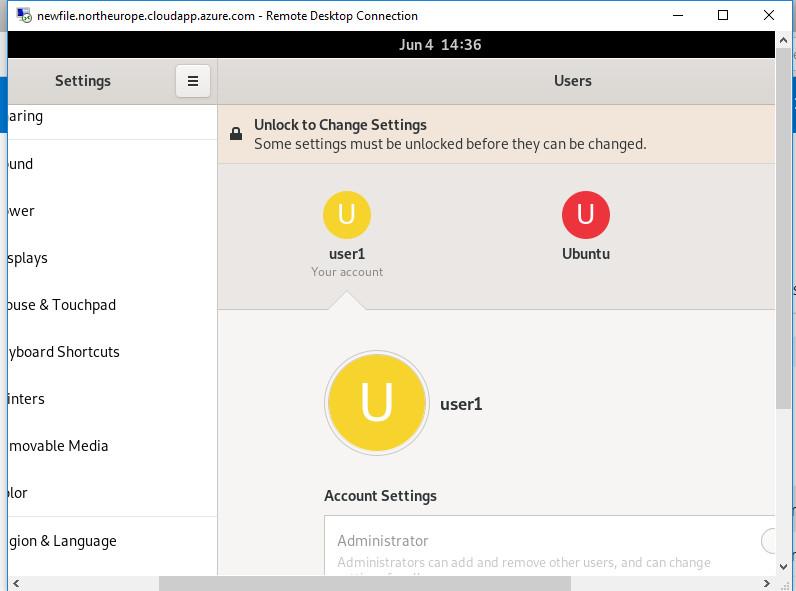 newfile.northeurope.cloudapp.azure.com - Remote Desktop Connection
Jun 4 14:36
Settings
Users
aring
ound
ower
splays
ouse & Touchpad
yboard Shortcuts
inters
movable Media
olor
gion & Language
Unlock to Change Settings
Some settings must be unlocked before they can be changed.
U
user1
Your account
U
Ubuntu
U
user1
Account Settings
Administrator
Administrators can add and remove other users, and can change